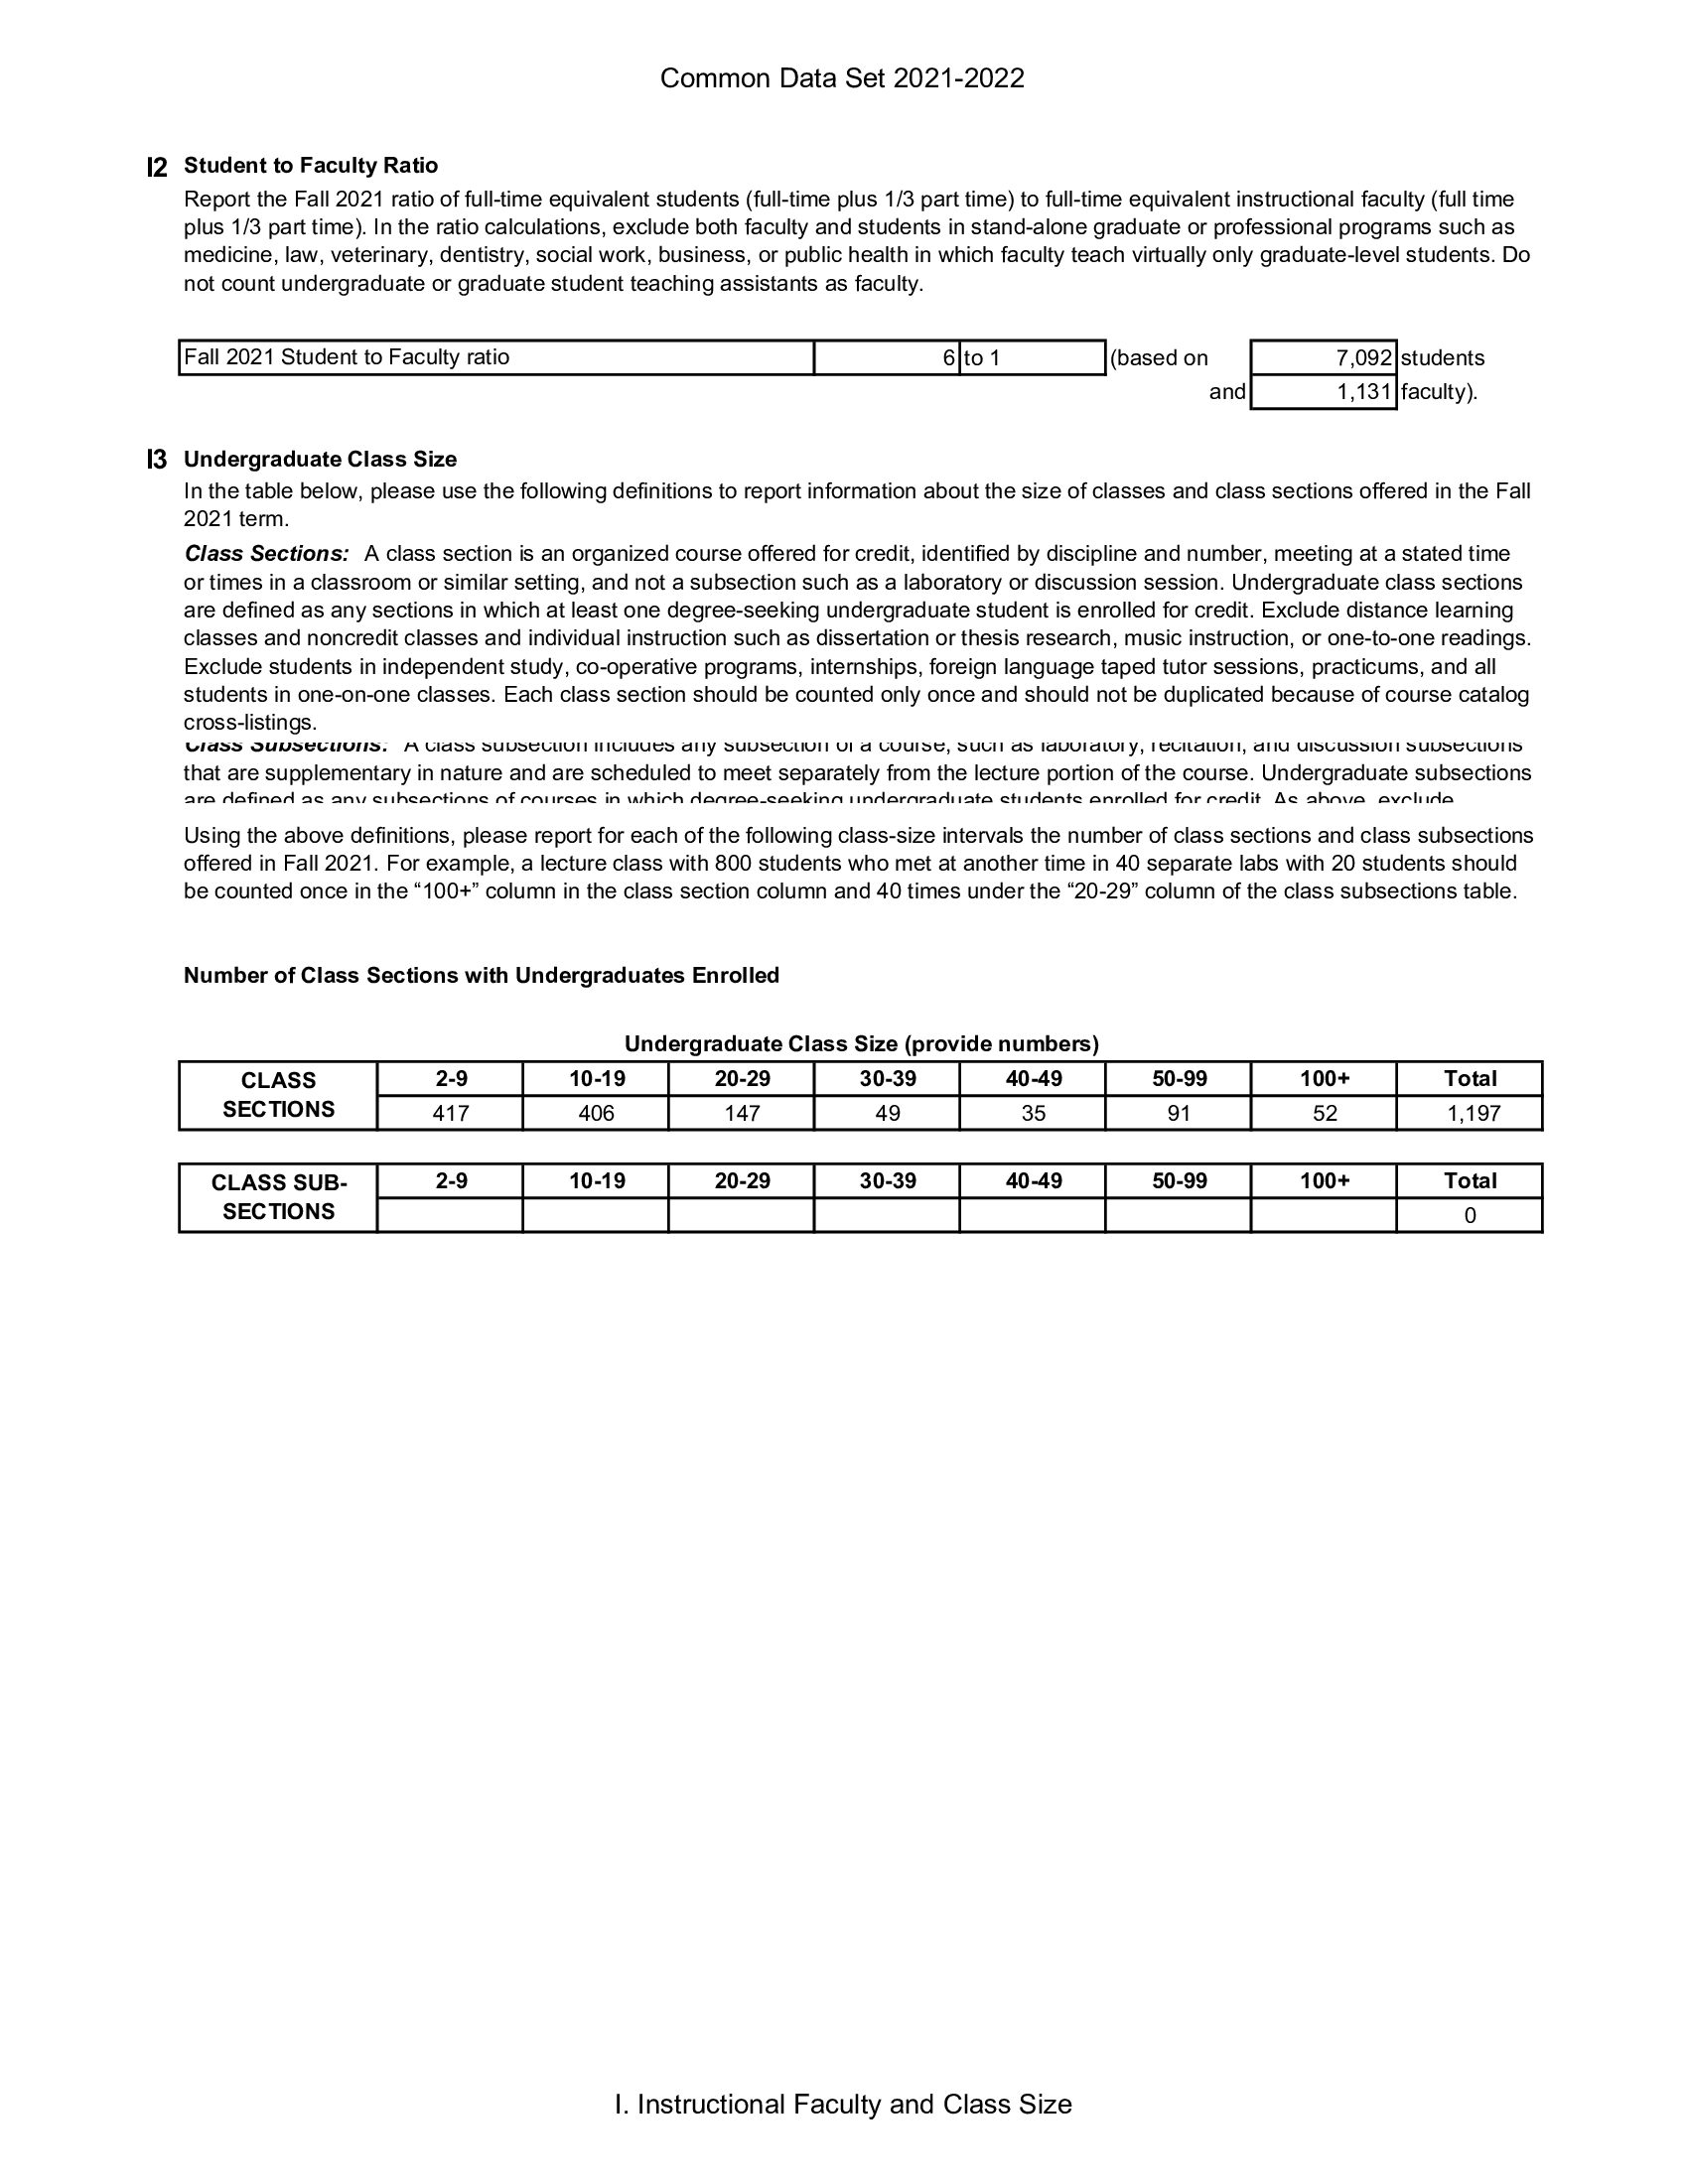 Common Data Set 2021-2022
I2 Student to Faculty Ratio
Report the Fall 2021 ratio of full-time equivalent students (full-time plus 1/3 part time) to full-time equivalent instructional faculty (full time
plus 1/3 part time). In the ratio calculations, exclude both faculty and students in stand-alone graduate or professional programs such as
medicine, law, veterinary, dentistry, social work, business, or public health in which faculty teach virtually only graduate-level students. Do
not count undergraduate or graduate student teaching assistants as faculty.
Fall 2021 Student to Faculty ratio 6 to 1 (based on 7,092 students
and 1,131 faculty).
I3 Undergraduate Class Size
In the table below, please use the following definitions to report information about the size of classes and class sections offered in the Fall
2021 term.
Class Sections: A class section is an organized course offered for credit, identified by discipline and number, meeting at a stated time
or times in a classroom or similar setting, and not a subsection such as a laboratory or discussion session. Undergraduate class sections
are defined as any sections in which at least one degree-seeking undergraduate student is enrolled for credit. Exclude distance learning
classes and noncredit classes and individual instruction such as dissertation or thesis research, music instruction, or one-to-one readings.
Exclude students in independent study, co-operative programs, internships, foreign language taped tutor sessions, practicums, and all
students in one-on-one classes. Each class section should be counted only once and should not be duplicated because of course catalog
cross-listings.
Class Subsections: A class subsection includes any subsection of a course, such as laboratory, recitation, and discussion subsections
that are supplementary in nature and are scheduled to meet separately from the lecture portion of the course. Undergraduate subsections
are defined as any subsections of courses in which degree-seeking undergraduate students enrolled for credit. As above, exclude
Using the above definitions, please report for each of the following class-size intervals the number of class sections and class subsections
offered in Fall 2021. For example, a lecture class with 800 students who met at another time in 40 separate labs with 20 students should
be counted once in the “100+” column in the class section column and 40 times under the “20-29” column of the class subsections table.
Number of Class Sections with Undergraduates Enrolled
Undergraduate Class Size (provide numbers)
CLASS SECTIONS 2-9 10-19 20-29 30-39 40-49 50-99 100+ Total
417 406 147 49 35 91 52 1,197
CLASS SUB-SECTIONS 2-9 10-19 20-29 30-39 40-49 50-99 100+ Total
0
I. Instructional Faculty and Class Size